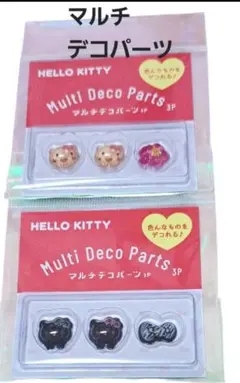 マルチ
デコパーツ
HELLO KITTY
色んなものを
デコれる♪
Multi Deco Parts
マルチデコパーツ 3P
3P
HELLO KITTY
色んなものを
デコれる♪
Multi Deco Parts
マルチデコパーツ 3P
3P